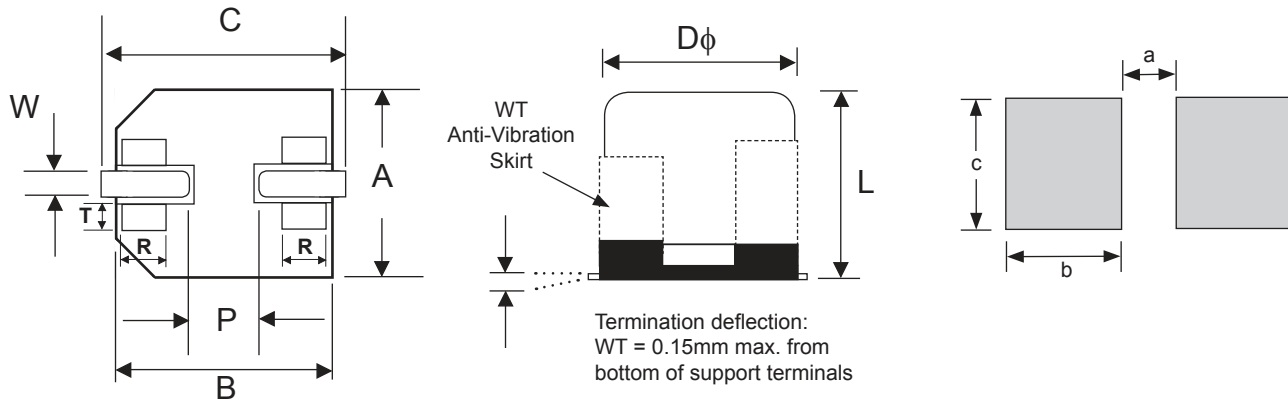 C
W
A
T
R
R
P
B
Dϕ
WT
Anti-Vibration
Skirt
L
Termination deflection:
WT = 0.15mm max. from
bottom of support terminals
a
c
b